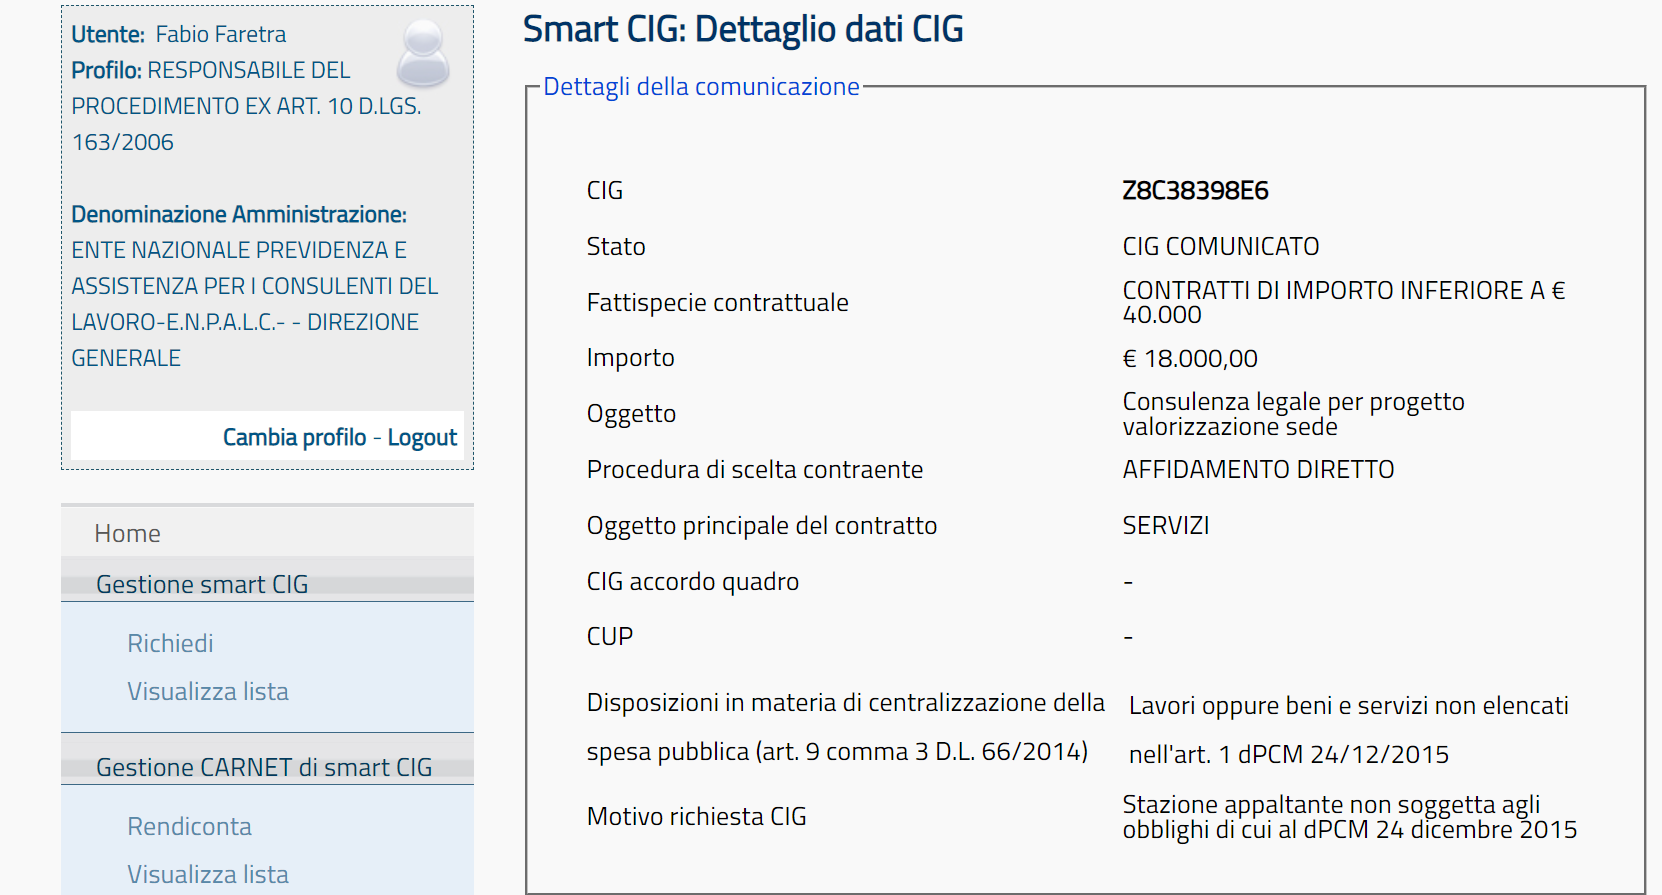 Utente: Fabio Faretra
Profilo: RESPONSABILE DEL
PROCEDIMENTO EX ART. 10 D.LGS.
163/2006
Denominazione Amministrazione:
ENTE NAZIONALE PREVIDENZA E
ASSISTENZA PER I CONSULENTI DEL
LAVORO-E.N.P.A.L.C.- - DIREZIONE
GENERALE
Cambia profilo - Logout
Home
Gestione smart CIG
Richiedi
Visualizza lista
Gestione CARNET di smart CIG
Rendiconta
Visualizza lista
Smart CIG: Dettaglio dati CIG
Dettagli della comunicazione
CIG Z8C38398E6
Stato CIG COMUNICATO
Fattispecie contrattuale CONTRATTI DI IMPORTO INFERIORE A €
40.000
Importo € 18.000,00
Oggetto Consulenza legale per progetto
valorizzazione sede
Procedura di scelta contraente AFFIDAMENTO DIRETTO
Oggetto principale del contratto SERVIZI
CIG accordo quadro -
CUP -
Disposizioni in materia di centralizzazione della Lavori oppure beni e servizi non elencati
spesa pubblica (art. 9 comma 3 D.L. 66/2014) nell'art. 1 dPCM 24/12/2015
Motivo richiesta CIG Stazione appaltante non soggetta agli
obblighi di cui al dPCM 24 dicembre 2015